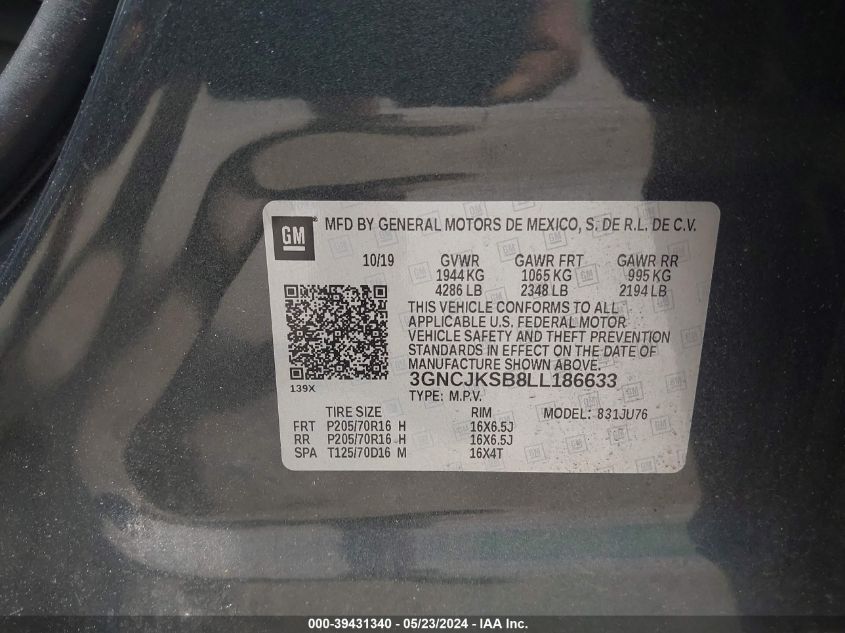 GM
MFD BY GENERAL MOTORS DE MEXICO, S. DE R.L. DE C.V.
10/19 GVWR GAWR FRT GAWR RR
1944 KG 1065 KG 995 KG
4286 LB 2348 LB 2194 LB
THIS VEHICLE CONFORMS TO ALL
APPLICABLE U.S. FEDERAL MOTOR
VEHICLE SAFETY AND THEFT PREVENTION
STANDARDS IN EFFECT ON THE DATE OF
MANUFACTURE SHOWN ABOVE.
3GNCJKSB8LL186633
139X
TYPE: M.P.V.
TIRE SIZE RIM MODEL: 831JU76
FRT P205/70R16 H 16X6.5J
RR P205/70R16 H 16X6.5J
SPA T125/70D16 M 16X4T
000-39431340 - 05/23/2024 - IAA Inc.